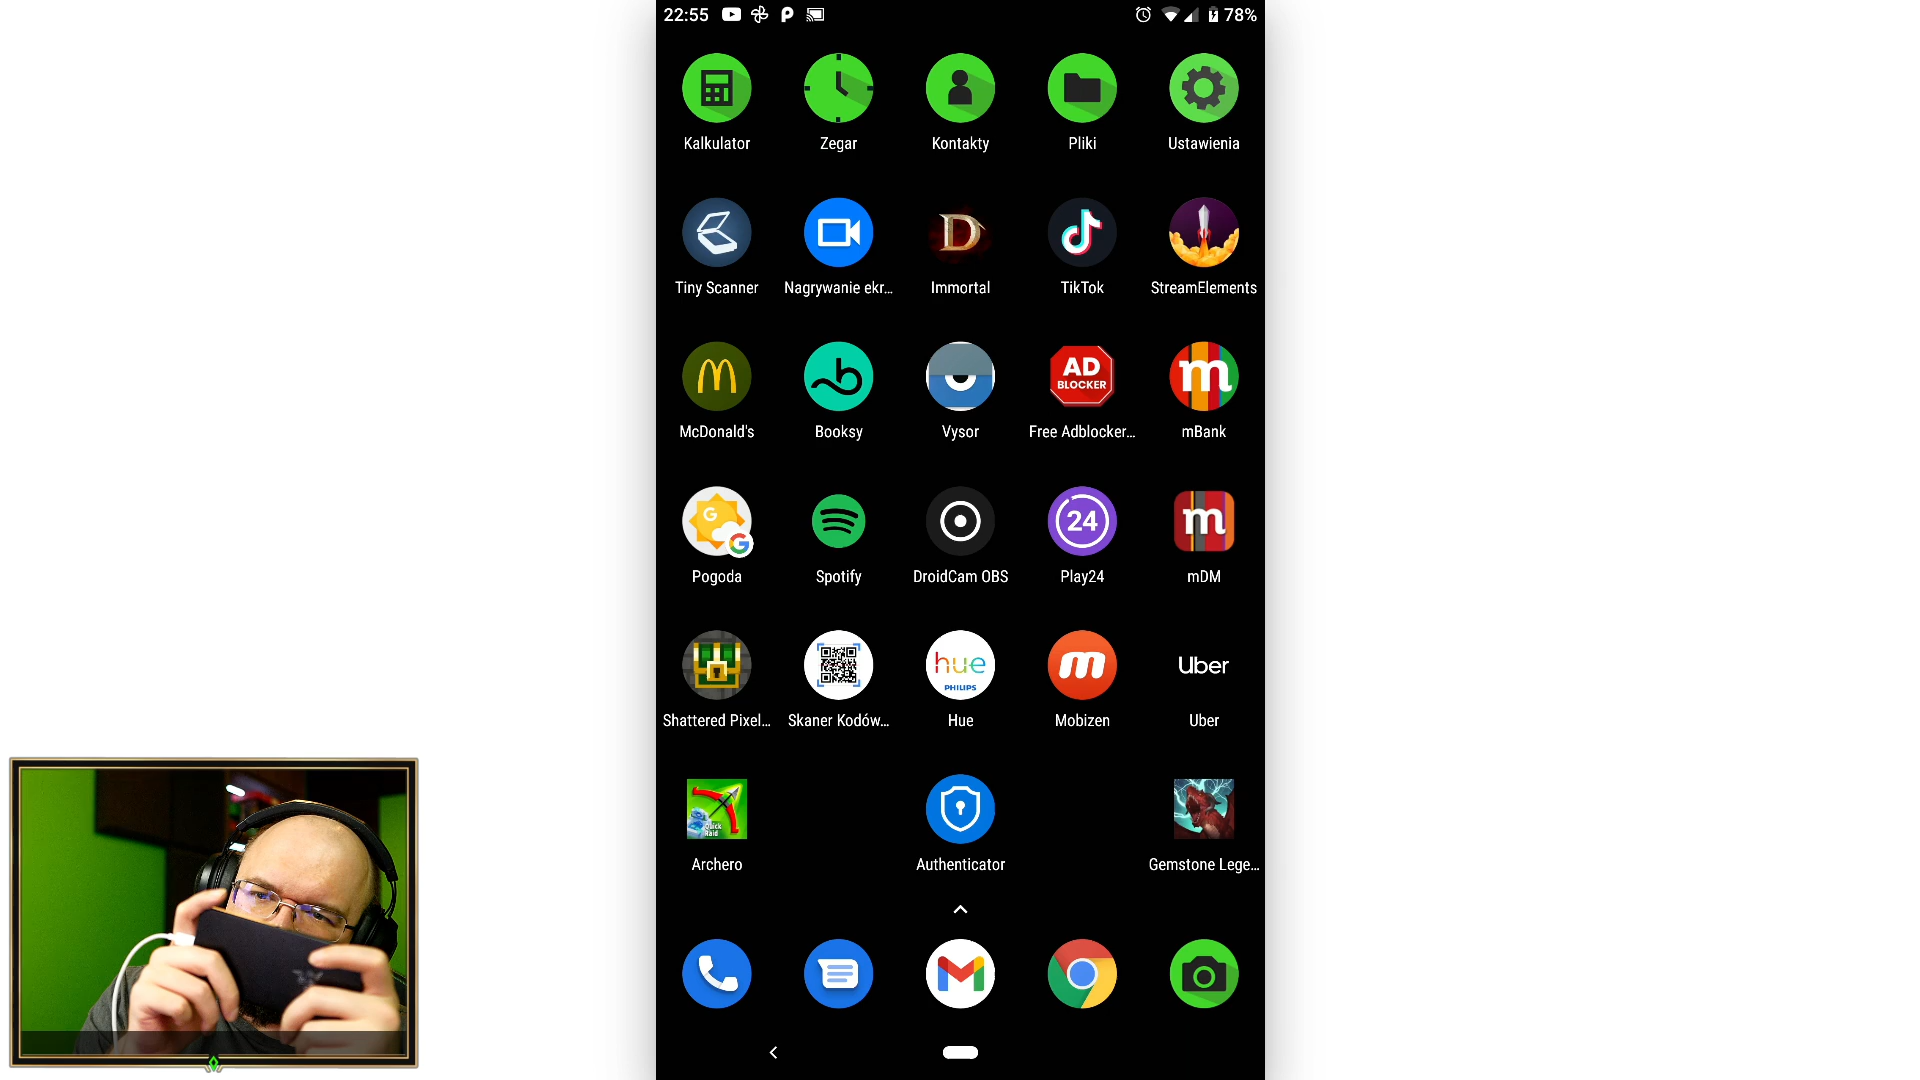 22:55 78%
Kalkulator Zegar Kontakty Pliki Ustawienia
Tiny Scanner Nagrywanie ekr... Immortal TikTok StreamElements
AD
BLOCKER
McDonald's Booksy Vysor Free Adblocker... mBank
G 24 m
Pogoda Spotify DroidCam OBS Play24 mDM
hue
PHILIPS
Uber
Shattered Pixel... Skaner Kodów... Hue Mobizen Uber
Quick
Raid
Archero Authenticator Gemstone Lege...